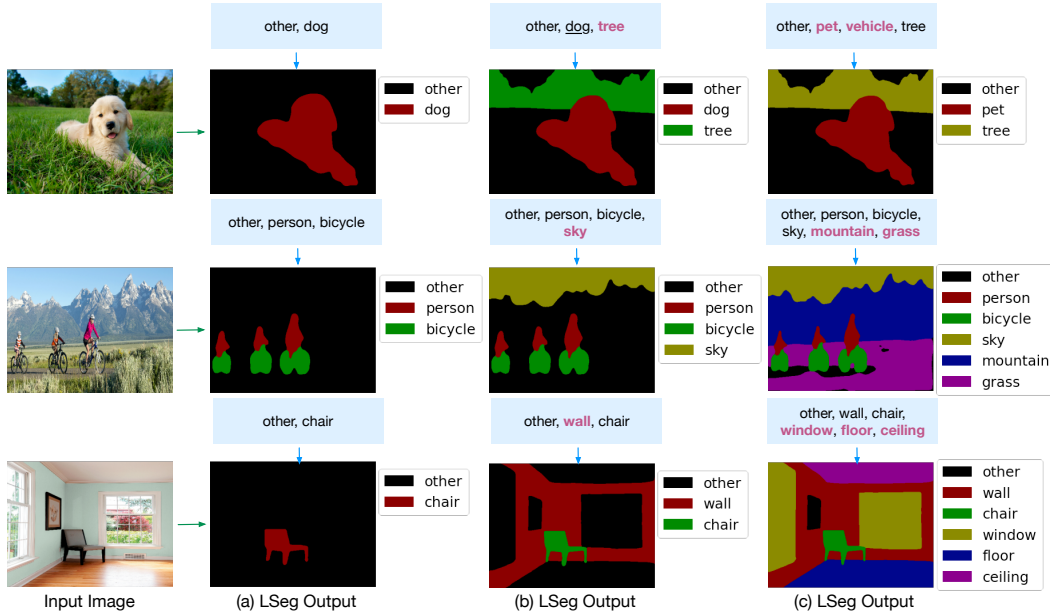 other, dog
other, dog, tree
other, pet, vehicle, tree
other
dog
other
dog
tree
other
pet
tree
other, person, bicycle
other, person, bicycle,
sky
other, person, bicycle,
sky, mountain, grass
other
person
bicycle
other
person
bicycle
sky
other
person
bicycle
sky
mountain
grass
other, chair
other, wall, chair
other, wall, chair,
window, floor, ceiling
other
chair
other
wall
chair
other
wall
chair
window
floor
ceiling
Input Image
(a) LSeg Output
(b) LSeg Output
(c) LSeg Output